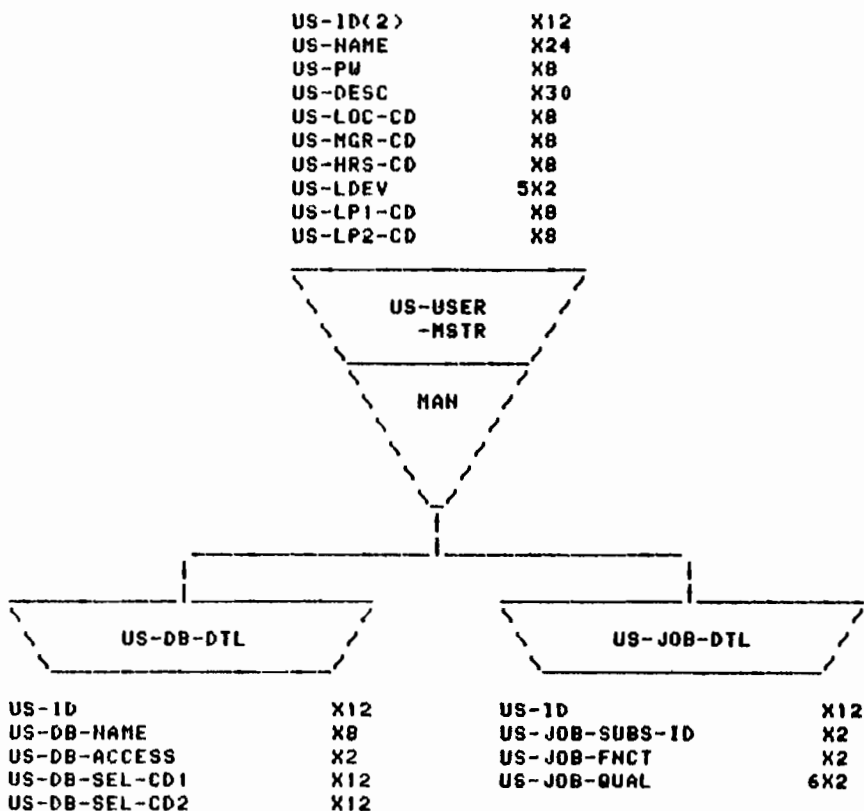 US-ID(2) X12
US-NAME X24
US-PW X8
US-DESC X30
US-LOC-CD X8
US-MGR-CD X8
US-HRS-CD X8
US-LDEV 5X2
US-LP1-CD X8
US-LP2-CD X8
US-USER
-MSTR
MAN
US-DB-DTL US-JOB-DTL
US-ID X12 US-ID X12
US-DB-NAME X8 US-JOB-SUBS-ID X2
US-DB-ACCESS X2 US-JOB-FNCT X2
US-DB-SEL-CD1 X12 US-JOB-QUAL 6X2
US-DB-SEL-CD2 X12